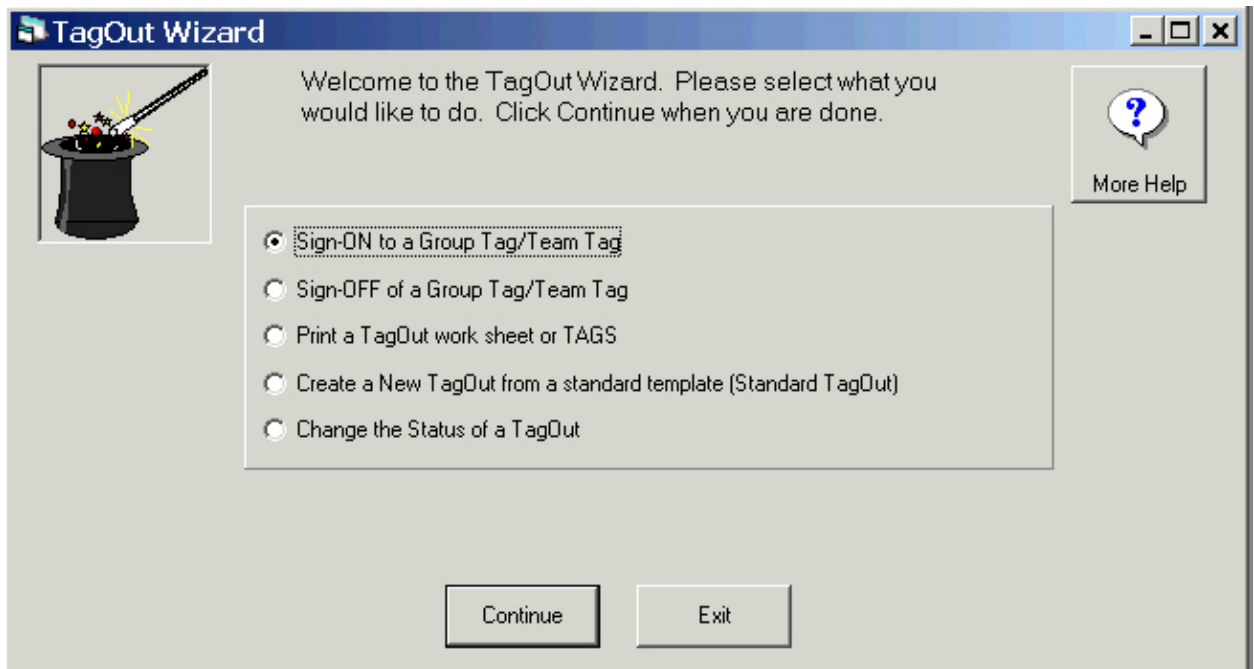 TagOut Wizard
Welcome to the TagOut Wizard. Please select what you
would like to do. Click Continue when you are done.
?
More Help
Sign-ON to a Group Tag/Team Tag
Sign-OFF of a Group Tag/Team Tag
Print a TagOut work sheet or TAGS
Create a New TagOut from a standard template (Standard TagOut)
Change the Status of a TagOut
Continue
Exit